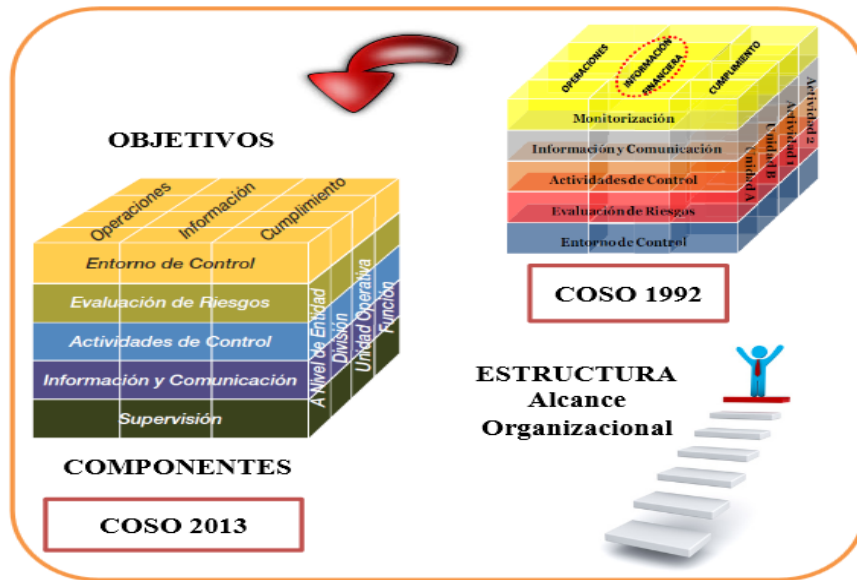 OBJETIVOS
Operaciones
Información
Cumplimiento
Entorno de Control
Evaluación de Riesgos
Actividades de Control
Información y Comunicación
Supervisión
A Nivel de Entidad
División
Unidad Operativa
Función
COMPONENTES
COSO 2013
OPERACIONES
INFORMACIÓN
FINANCIERA
CUMPLIMIENTO
Monitorización
Información y Comunicación
Actividades de Control
Evaluación de Riesgos
Entorno de Control
Unidad A
Unidad B
Actividad 1
Actividad 2
COSO 1992
ESTRUCTURA
Alcance
Organizacional